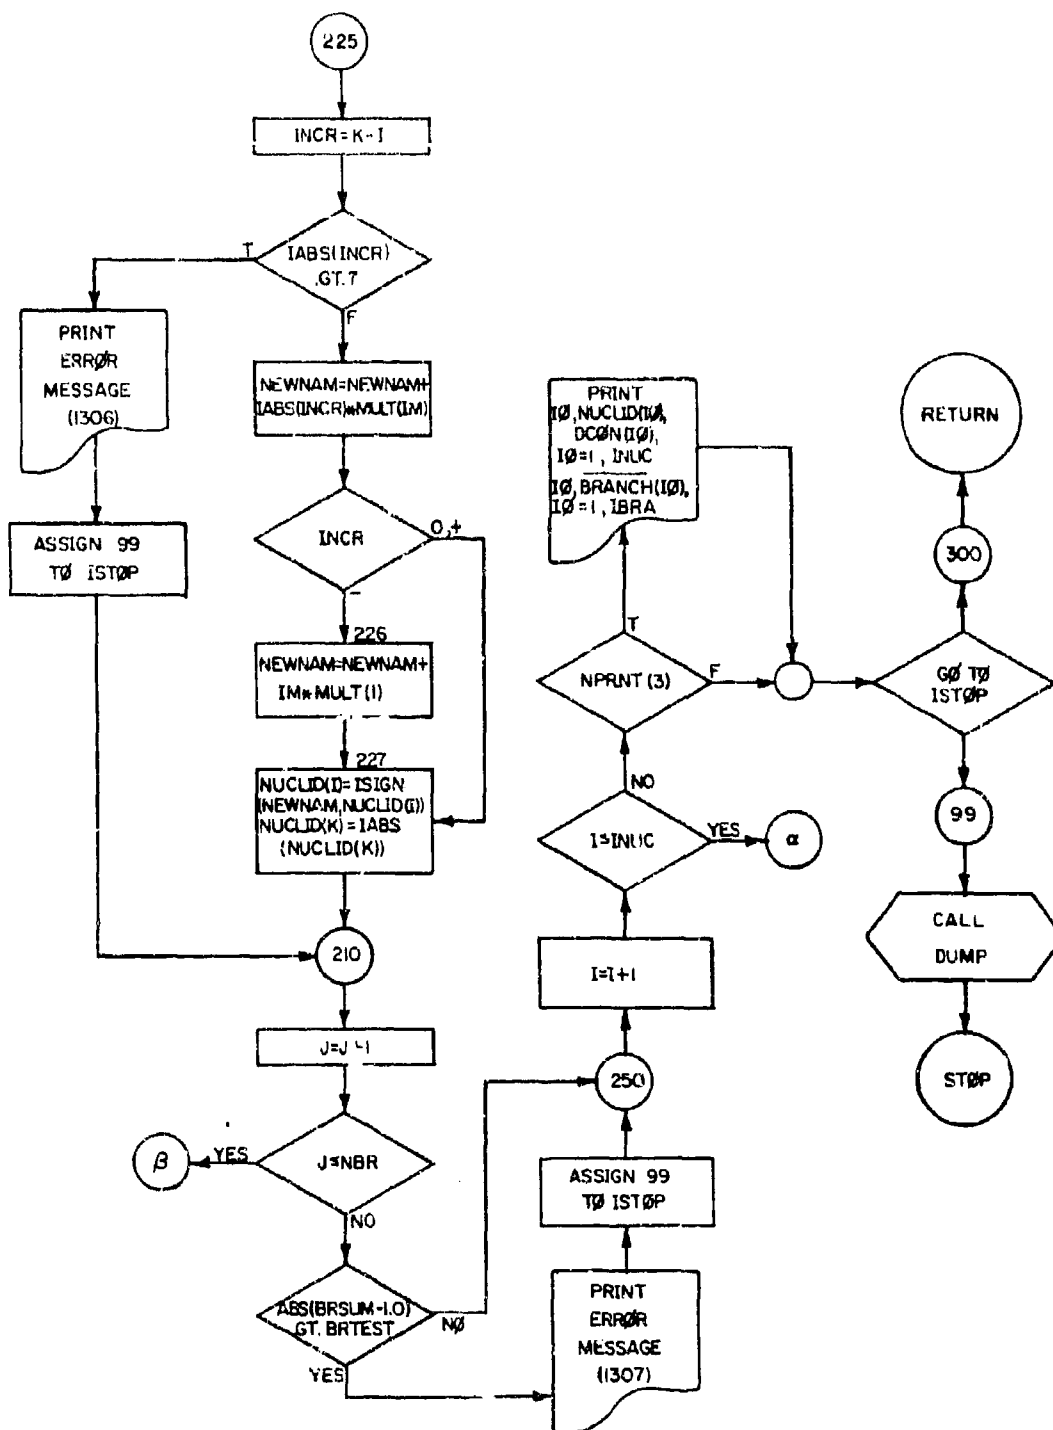 225
INCR=K-I
IABS(INCR)
.GT.7
T
F
PRINT
ERRØR
MESSAGE
(1306)
ASSIGN 99
TØ ISTØP
NEWNAM=NEWNAM+
IABS(INCR)*MULT(IM)
INCR
0,+
-
226
NEWNAM=NEWNAM+
IM*MULT(1)
227
NUCLID(I)=ISIGN
(NEWNAM,NUCLID(I))
NUCLID(K)=IABS
(NUCLID(K))
210
J≤NBR
YES
β
NO
ABS(BRSUM-1.0)
GT. BRTEST
NØ
YES
PRINT
ERRØR
MESSAGE
(1307)
ASSIGN 99
TØ ISTØP
250
I=I+1
I≤INUC
YES
α
NO
NPRNT(3)
T
F
PRINT
IØ,NUCLID(IØ),
DCØN(IØ),
IØ=1, INUC
IØ,BRANCH(IØ),
IØ=1, IBRA
GØ TØ
ISTØP
300
RETURN
99
CALL
DUMP
STØP